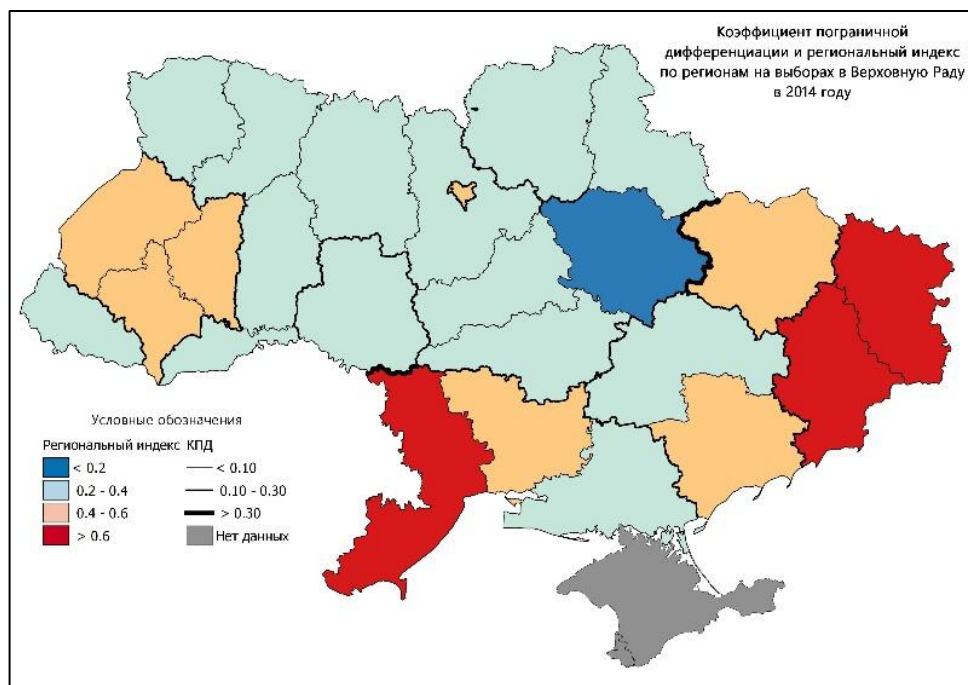 Коэффициент пограничной
дифференциации и региональный индекс
по регионам на выборах в Верховную Раду
в 2014 году
Условные обозначения
Региональный индекс КПД
< 0.2 < 0.10
0.2 - 0.4 0.10 - 0.30
0.4 - 0.6 > 0.30
> 0.6 Нет данных